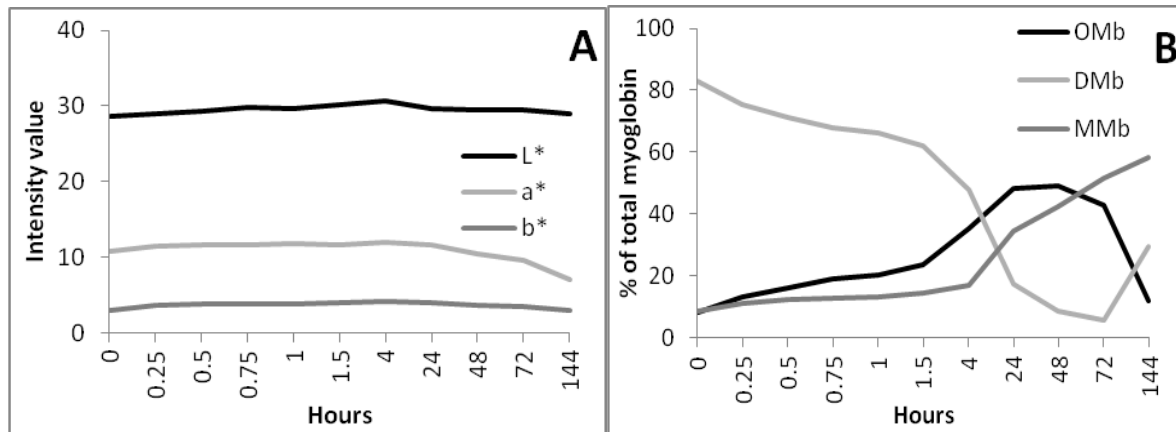 A
Intensity value
40
30
20
10
0
L*
a*
b*
0 0.25 0.5 0.75 1 1.5 4 24 48 72 144
Hours
B
% of total myoglobin
100
80
60
40
20
0
OMb
DMb
MMb
0 0.25 0.5 0.75 1 1.5 4 24 48 72 144
Hours